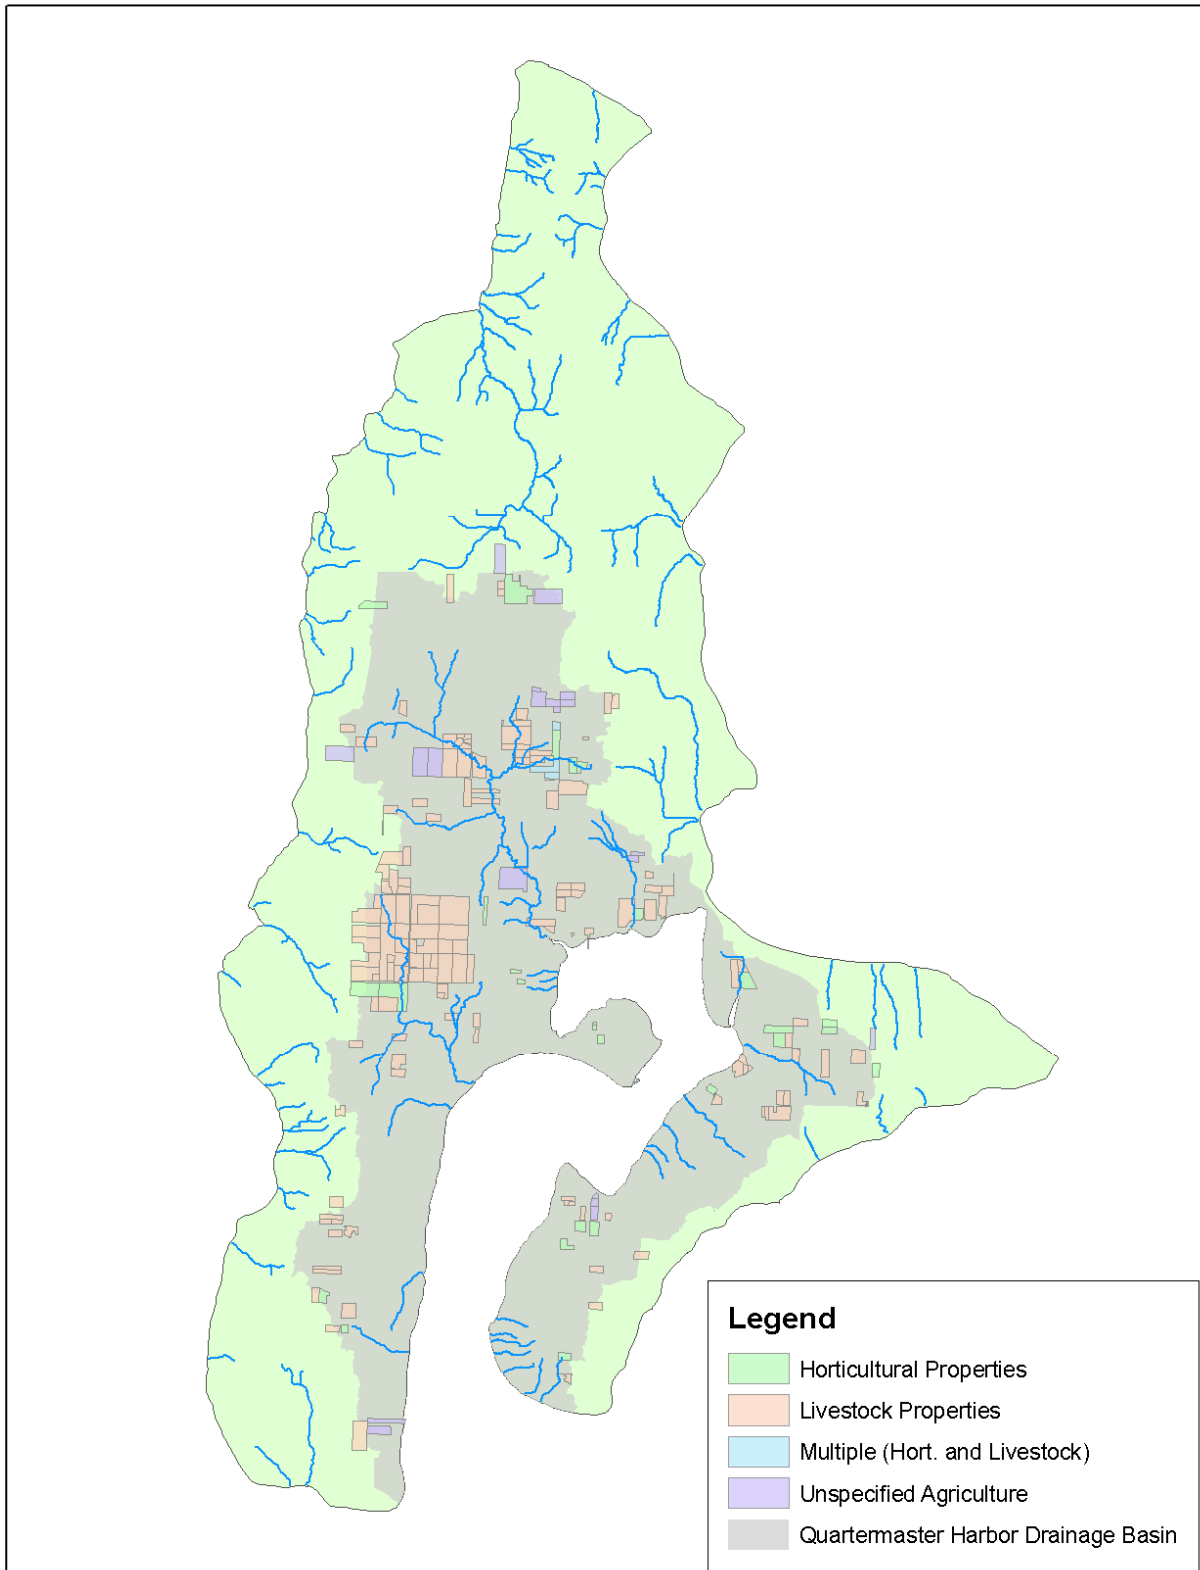 Legend
Horticultural Properties
Livestock Properties
Multiple (Hort. and Livestock)
Unspecified Agriculture
Quartermaster Harbor Drainage Basin